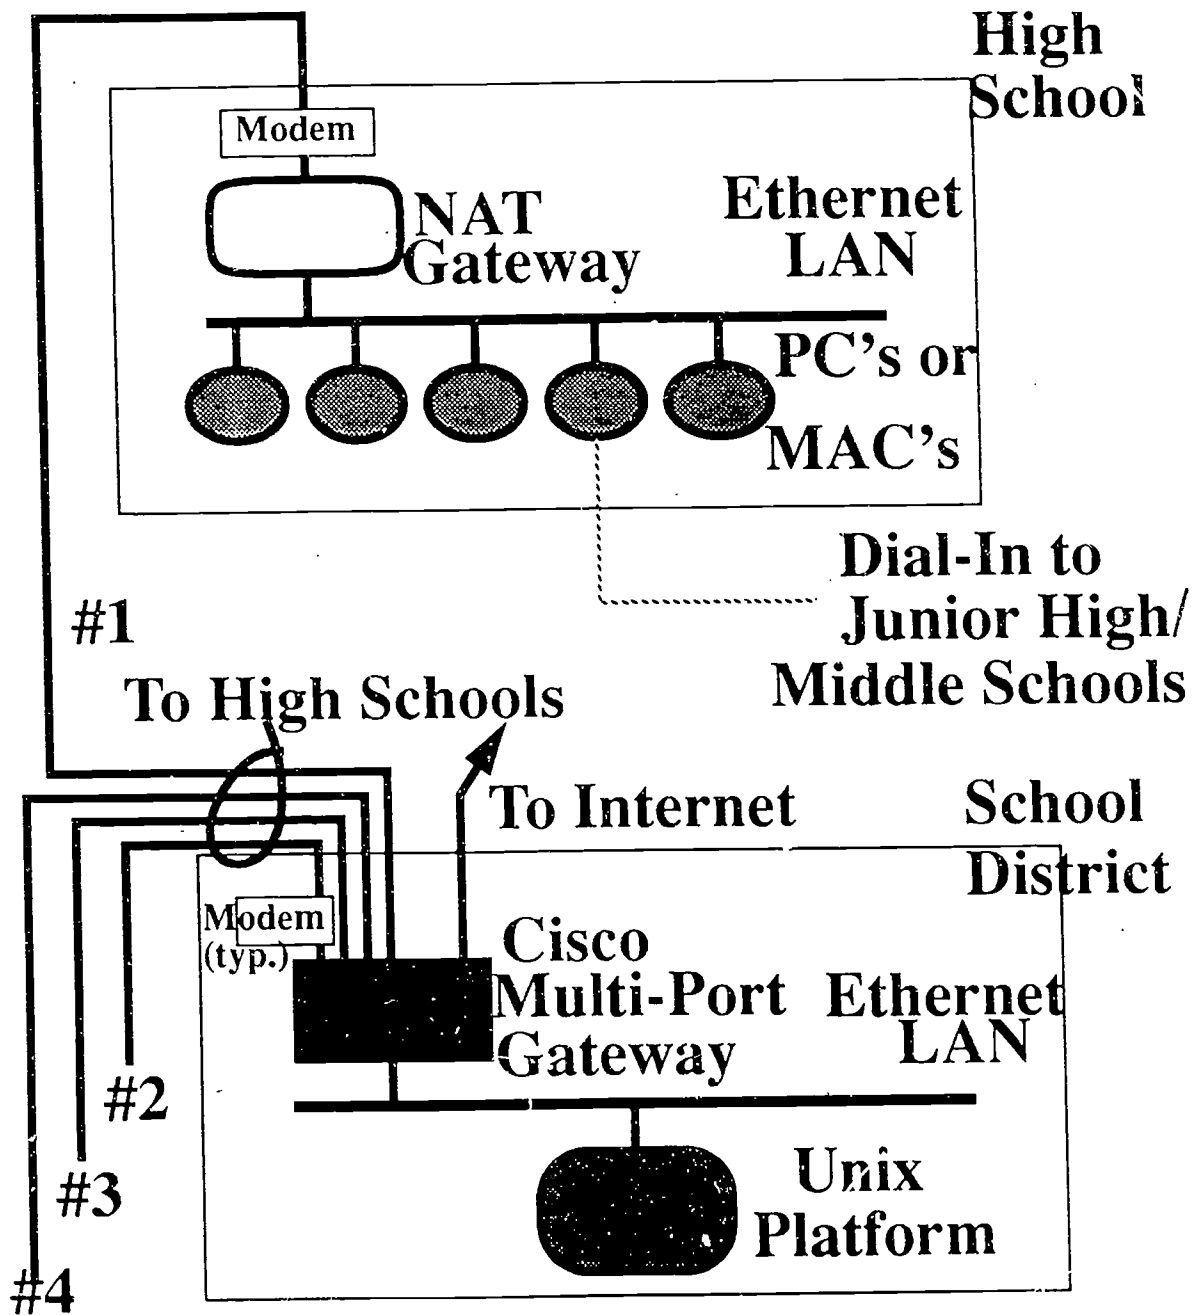 High
School
Modem
NAT
Gateway
Ethernet
LAN
PC's or
MAC's
Dial-In to
Junior High/
Middle Schools
#1
To High Schools
To Internet
School
District
Modem
(typ.)
Cisco
Multi-Port
Gateway
Ethernet
LAN
#2
#3
#4
Unix
Platform